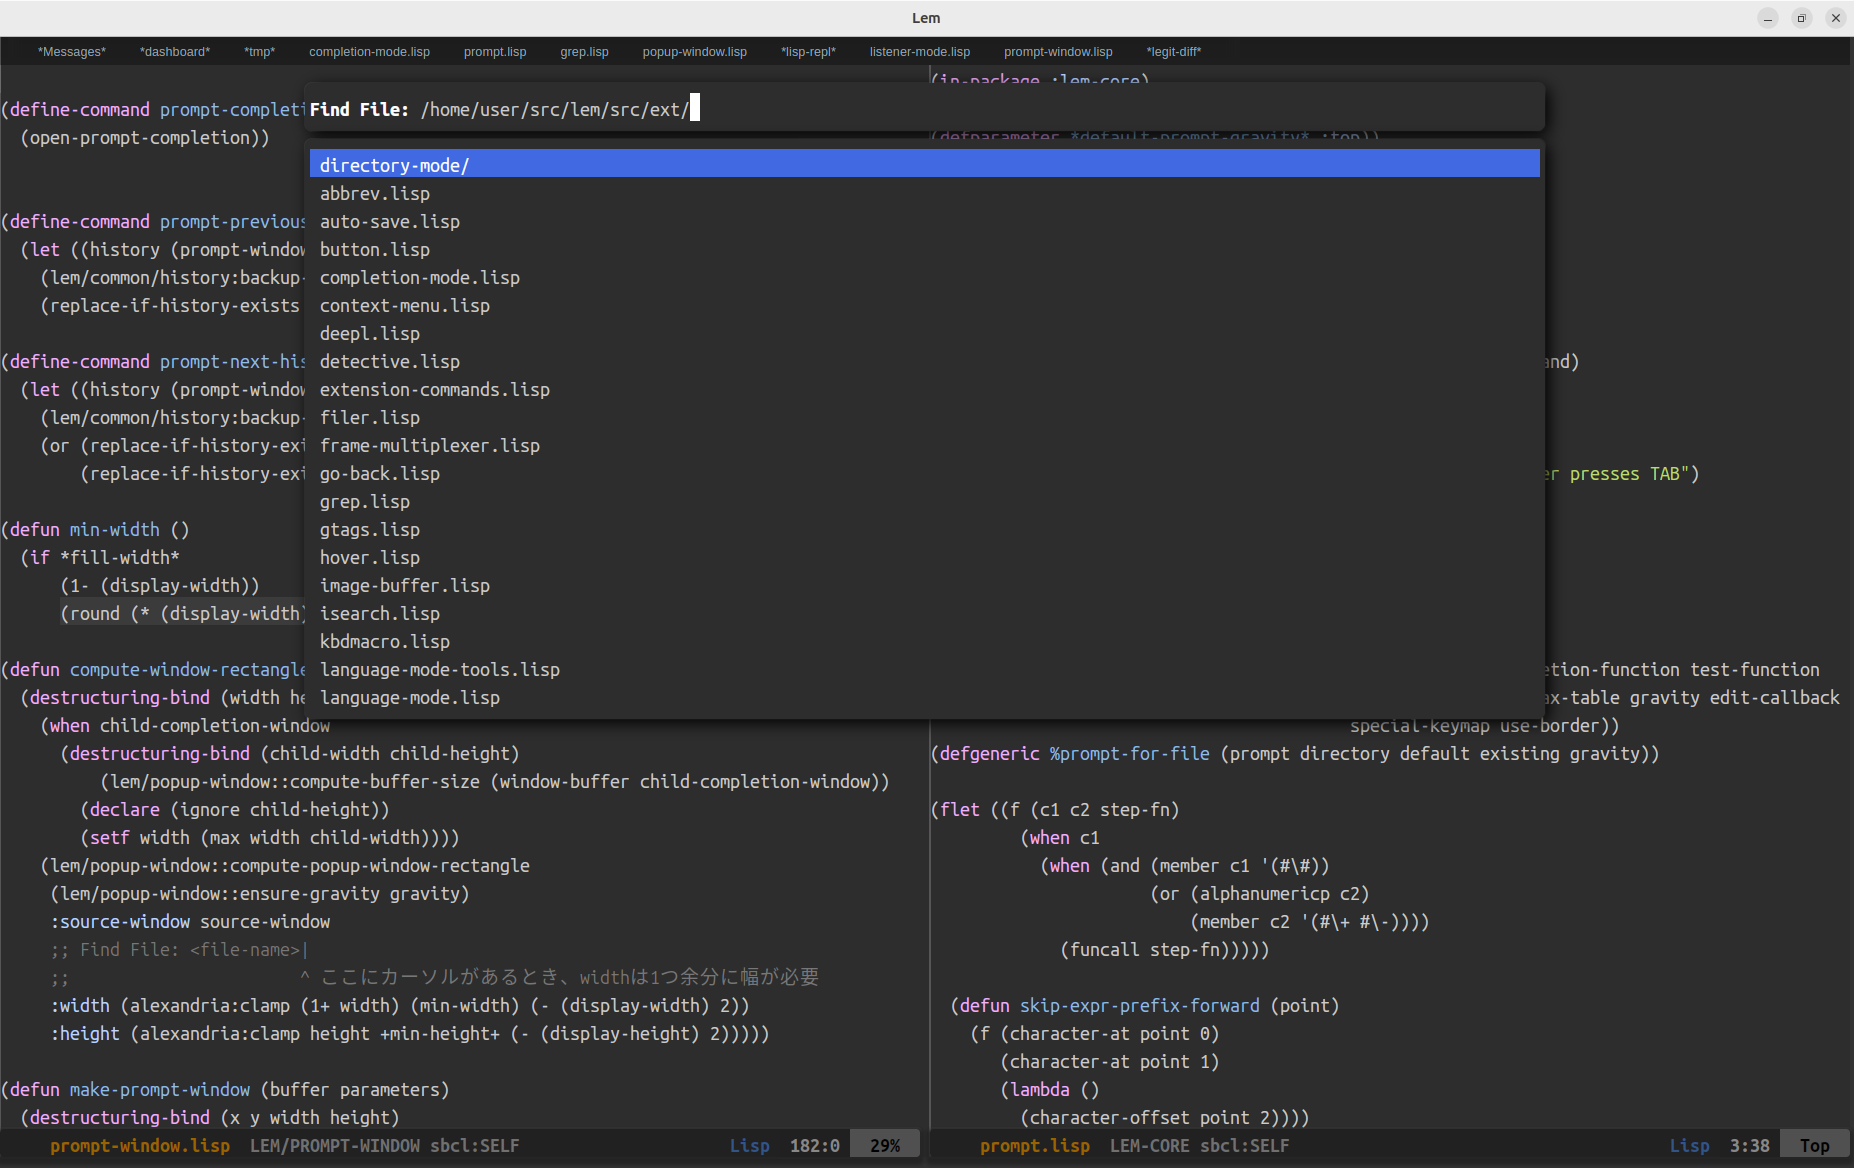 Lem
*Messages* *dashboard* *tmp* completion-mode.lisp prompt.lisp grep.lisp popup-window.lisp *lisp-repl* listener-mode.lisp prompt-window.lisp *legit-diff*
Find File: /home/user/src/lem/src/ext/
directory-mode/
abbrev.lisp
auto-save.lisp
button.lisp
completion-mode.lisp
context-menu.lisp
deepl.lisp
detective.lisp
extension-commands.lisp
filer.lisp
frame-multiplexer.lisp
go-back.lisp
grep.lisp
gtags.lisp
hover.lisp
image-buffer.lisp
isearch.lisp
kbdmacro.lisp
language-mode-tools.lisp
language-mode.lisp
(define-command prompt-completi
(open-prompt-completion))
(define-command prompt-previous
(let ((history (prompt-window
(lem/common/history:backup-
(replace-if-history-exists
(define-command prompt-next-his
(let ((history (prompt-window
(lem/common/history:backup-
(or (replace-if-history-exi
(replace-if-history-exi
(defun min-width ()
(if *fill-width*
(1- (display-width))
(round (* (display-width)
(defun compute-window-rectangle
(destructuring-bind (width he
(when child-completion-window
(destructuring-bind (child-width child-height)
(lem/popup-window::compute-buffer-size (window-buffer child-completion-window))
(declare (ignore child-height))
(setf width (max width child-width))))
(lem/popup-window::compute-popup-window-rectangle
(lem/popup-window::ensure-gravity gravity)
:source-window source-window
;; Find File: <file-name>|
;; ^ ここにカーソルがあるとき、widthは1つ余分に幅が必要
:width (alexandria:clamp (1+ width) (min-width) (- (display-width) 2))
:height (alexandria:clamp height +min-height+ (- (display-height) 2)))))
(defun make-prompt-window (buffer parameters)
(destructuring-bind (x y width height)
prompt-window.lisp LEM/PROMPT-WINDOW sbcl:SELF Lisp 182:0 29%
(in-package :lem-core)
(defparameter *default-prompt-gravity* :top))
and)
er presses TAB")
etion-function test-function
ax-table gravity edit-callback
special-keymap use-border))
(defgeneric %prompt-for-file (prompt directory default existing gravity))
(flet ((f (c1 c2 step-fn)
(when c1
(when (and (member c1 '(#\#))
(or (alphanumericp c2)
(member c2 '(#\+ #\-))))
(funcall step-fn)))))
(defun skip-expr-prefix-forward (point)
(f (character-at point 0)
(character-at point 1)
(lambda ()
(character-offset point 2))))
prompt.lisp LEM-CORE sbcl:SELF Lisp 3:38 Top